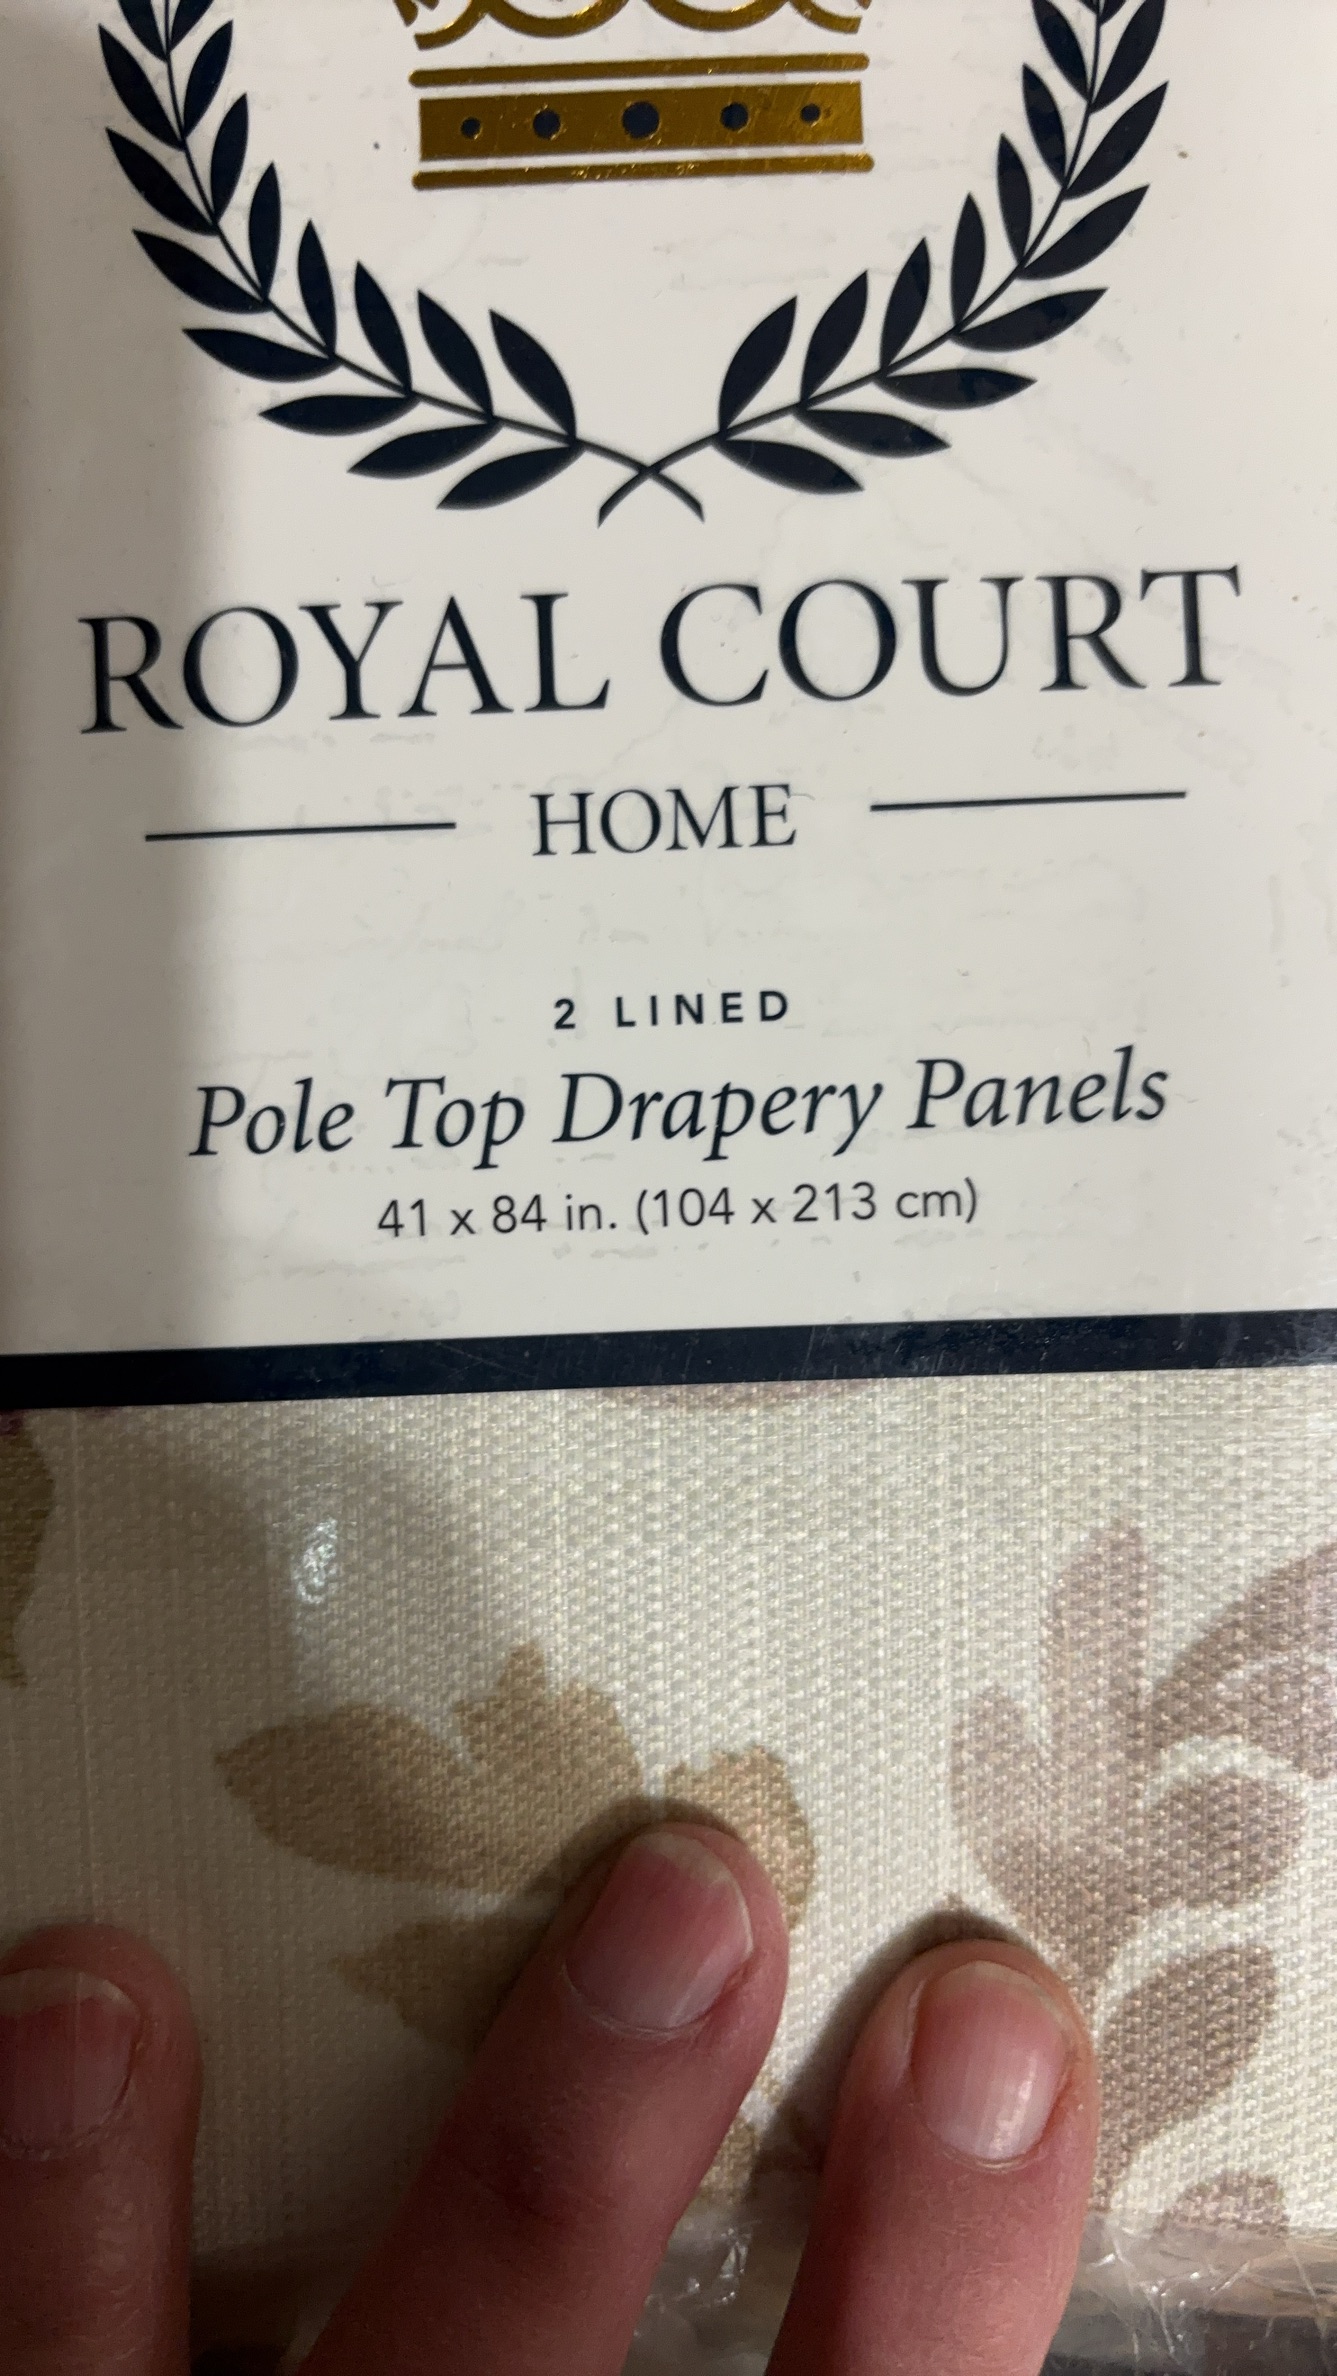 ROYAL COURT
HOME
2 LINED
Pole Top Drapery Panels
41 x 84 in. (104 x 213 cm)